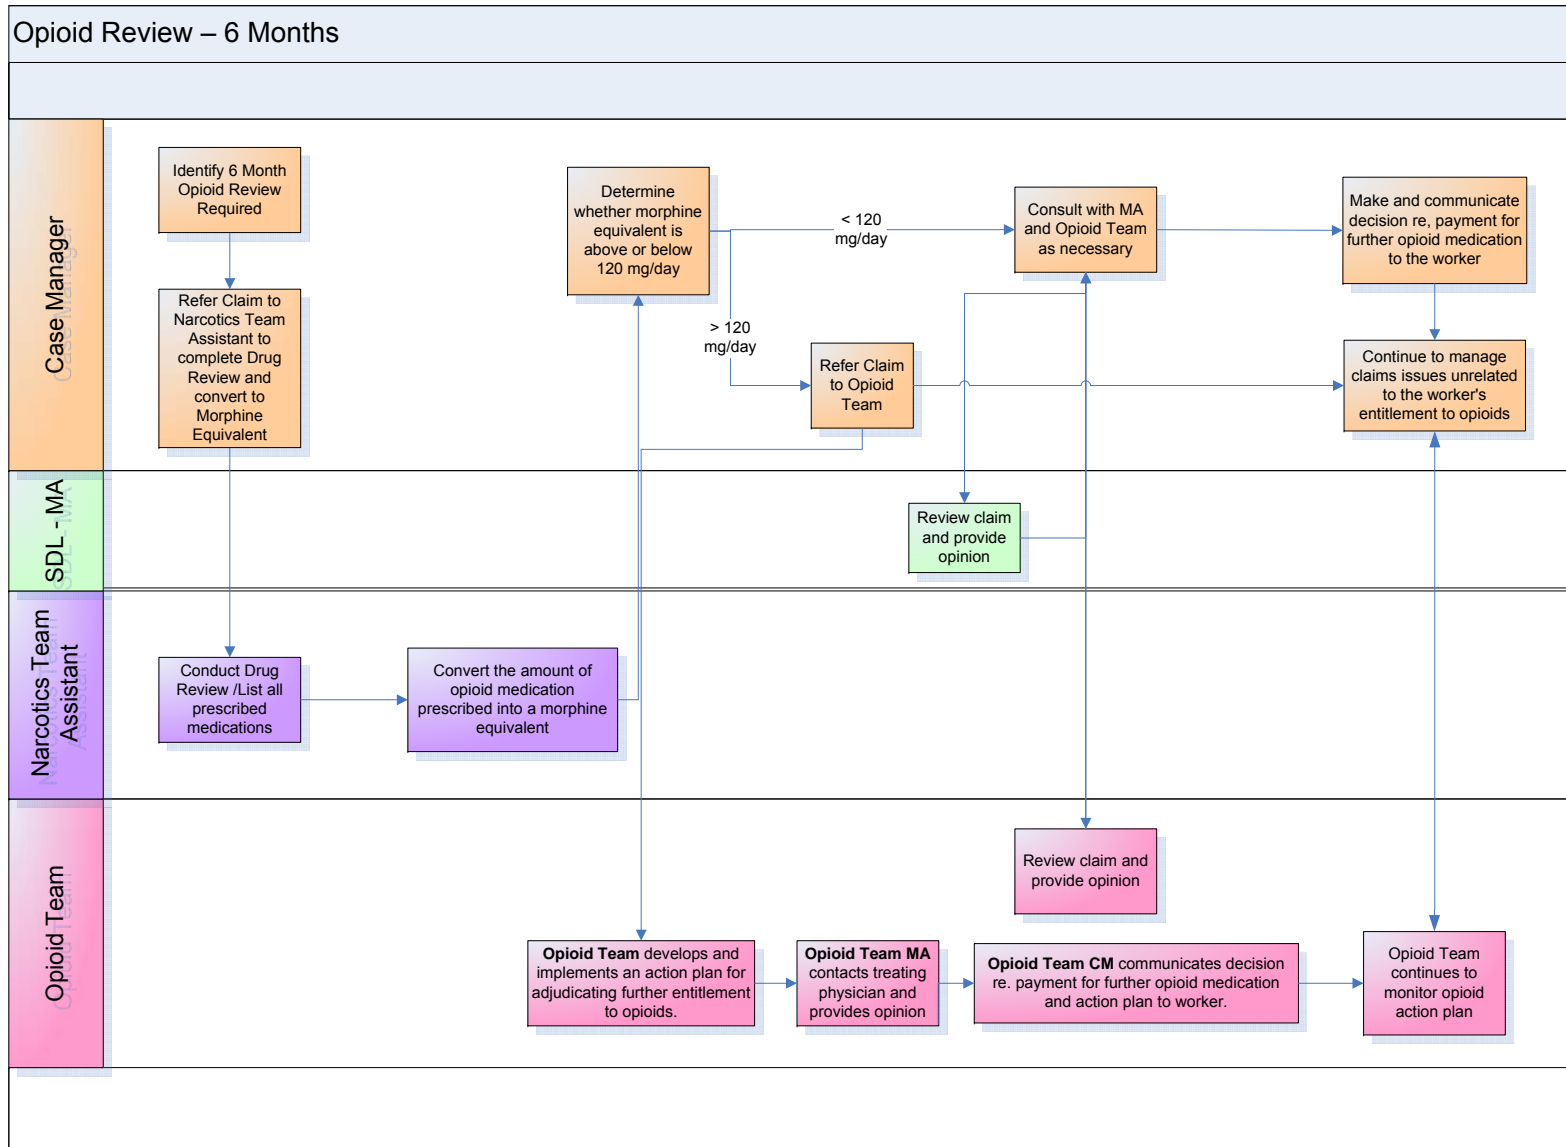 Opioid Review – 6 Months
Case Manager
Identify 6 Month
Opioid Review
Required
Refer Claim to
Narcotics Team
Assistant to
complete Drug
Review and
convert to
Morphine
Equivalent
Determine
whether morphine
equivalent is
above or below
120 mg/day
< 120
mg/day
> 120
mg/day
Refer Claim
to Opioid
Team
Consult with MA
and Opioid Team
as necessary
Make and communicate
decision re, payment for
further opioid medication
to the worker
Continue to manage
claims issues unrelated
to the worker's
entitlement to opioids
SDL - MA
Review claim
and provide
opinion
Narcotics Team
Assistant
Conduct Drug
Review /List all
prescribed
medications
Convert the amount of
opioid medication
prescribed into a morphine
equivalent
Opioid Team
Review claim and
provide opinion
Opioid Team develops and
implements an action plan for
adjudicating further entitlement
to opioids.
Opioid Team MA
contacts treating
physician and
provides opinion
Opioid Team CM communicates decision
re. payment for further opioid medication
and action plan to worker.
Opioid Team
continues to
monitor opioid
action plan